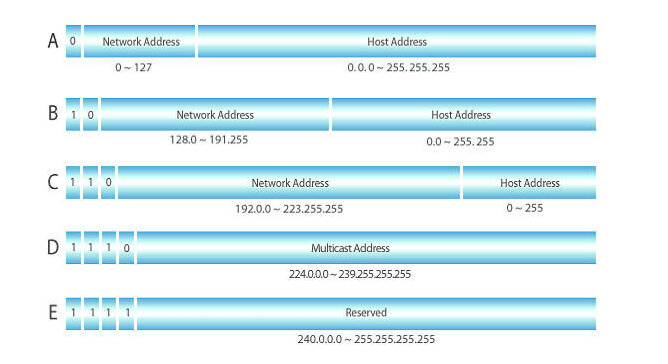 A 0 Network Address Host Address
0 ~ 127 0. 0. 0 ~ 255. 255. 255
B 1 0 Network Address Host Address
128.0 ~ 191.255 0.0 ~ 255. 255
C 1 1 0 Network Address Host Address
192.0.0 ~ 223.255.255 0 ~ 255
D 1 1 1 0 Multicast Address
224.0.0.0 ~ 239.255.255.255
E 1 1 1 1 Reserved
240.0.0.0 ~ 255.255.255.255